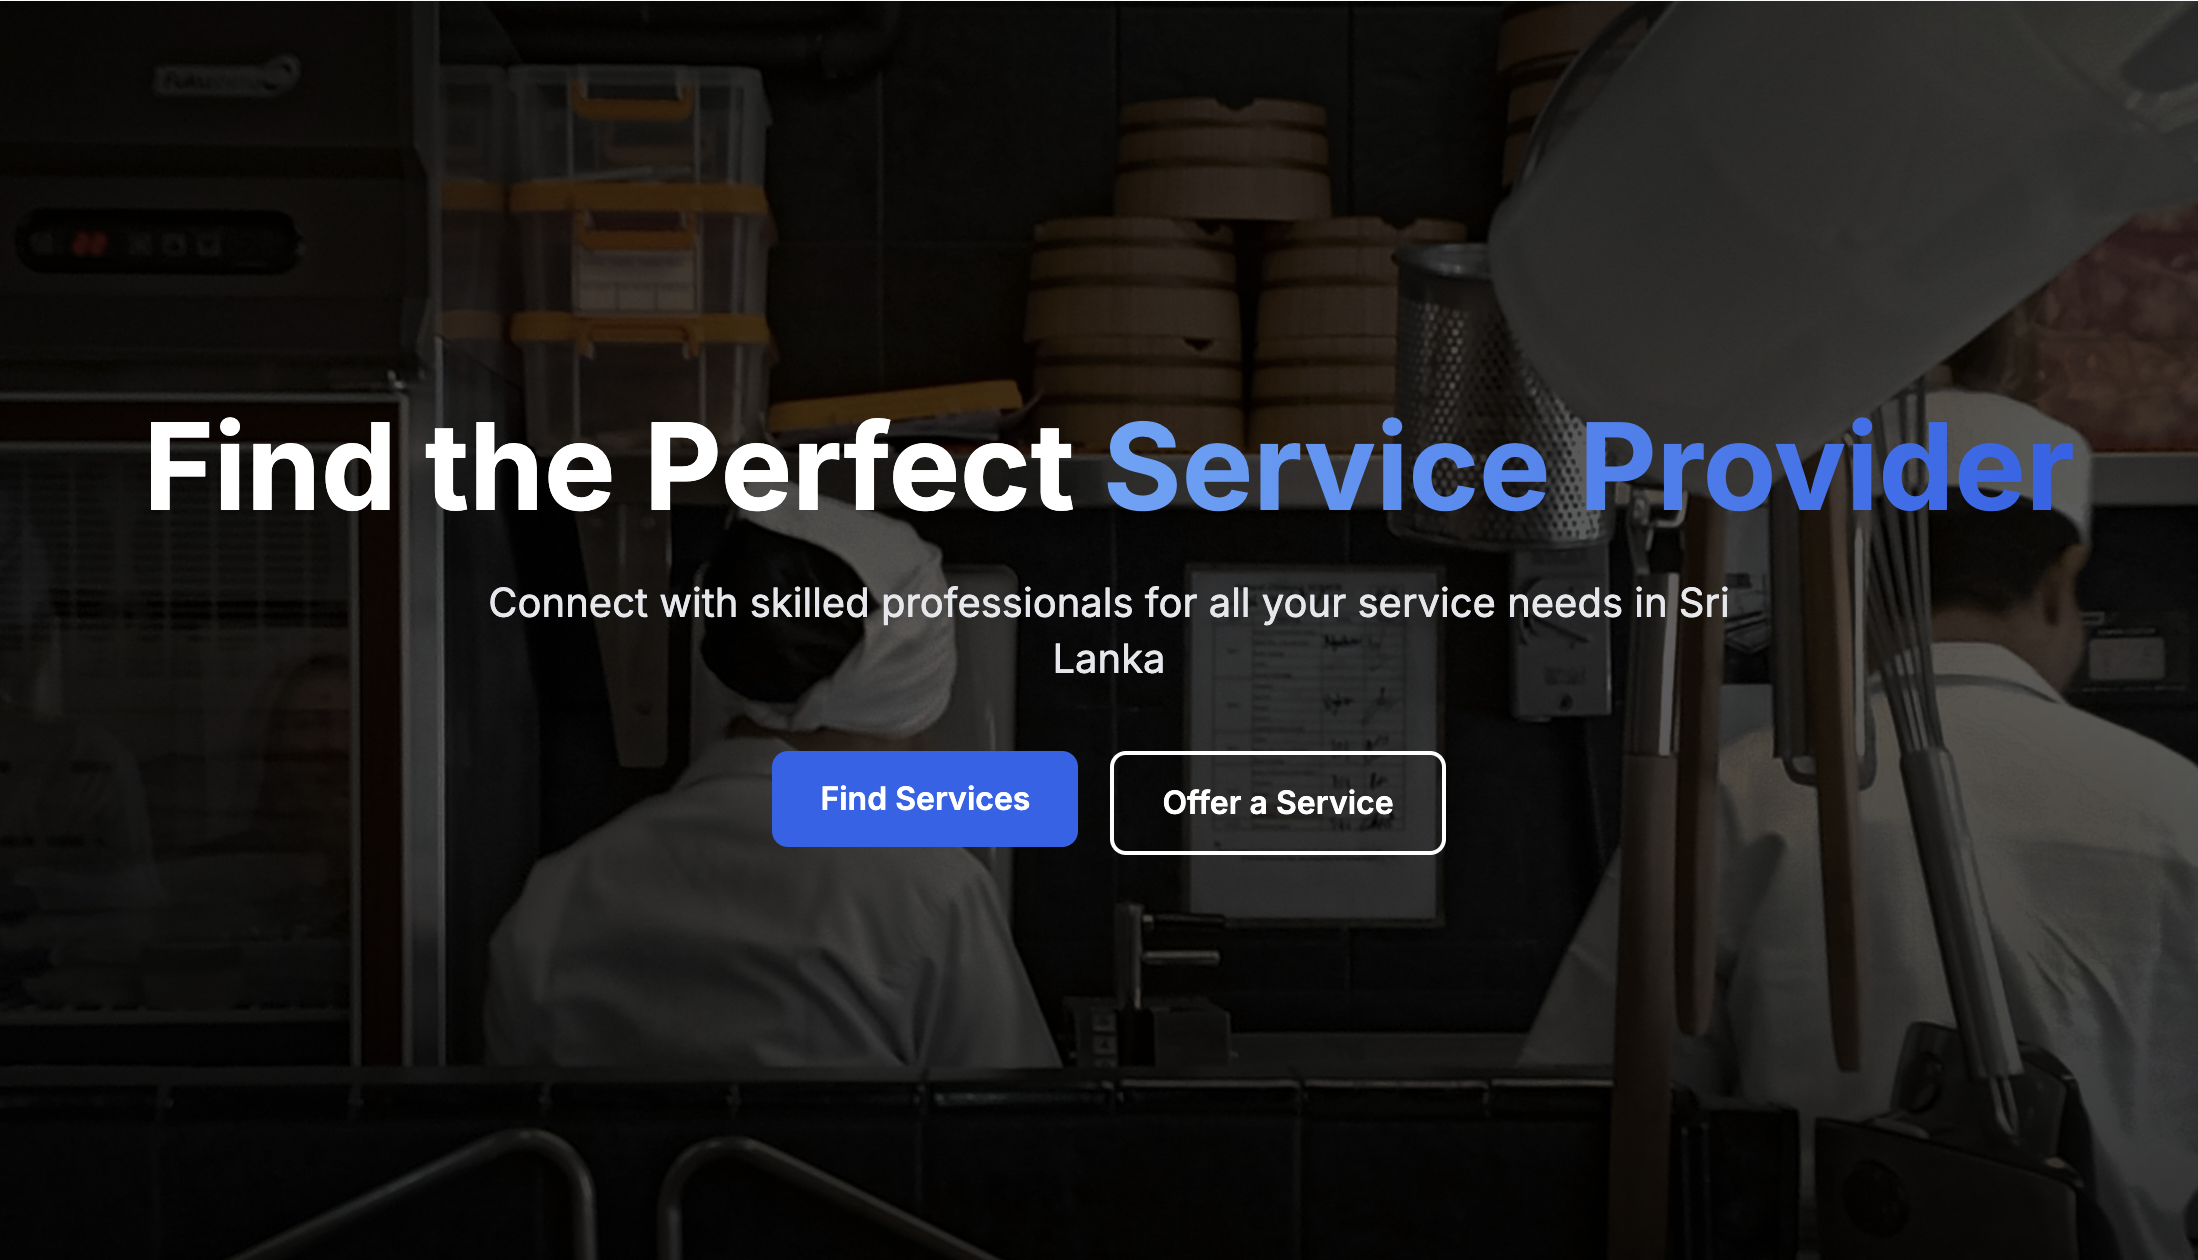 Find the Perfect Service Provider
Connect with skilled professionals for all your service needs in Sri
Lanka
Find Services
Offer a Service